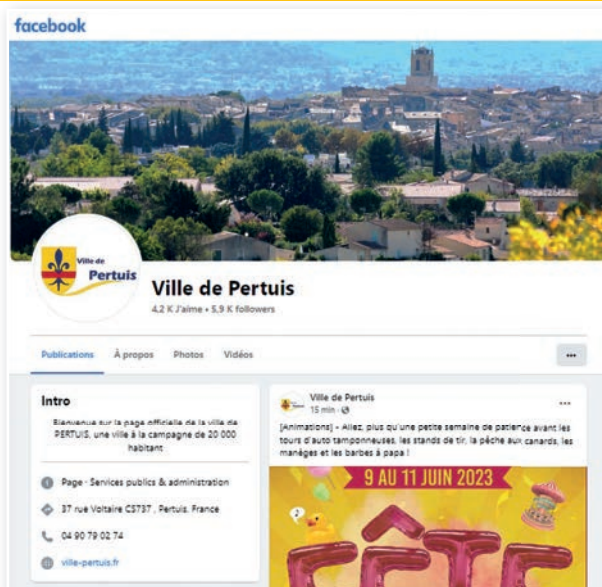 facebook
Ville de
Pertuis
Ville de Pertuis
4,2 K J'aime • 5,9 K followers
Publications
À propos
Photos
Vidéos
Intro
Bienvenue sur la page officielle de la ville de
PERTUIS, une ville à la campagne de 20 000
habitant
Page · Services publics & administration
37 rue Voltaire CS737 , Pertuis, France
04 90 79 02 74
ville-pertuis.fr
Ville de Pertuis
15 min ·
[Animations] - Allez, plus qu'une petite semaine de patience avant les
tours d'auto tamponneuses, les stands de tir, la pêche aux canards, les
manèges et les barbes à papa !
9 AU 11 JUIN 2023
FÊTE